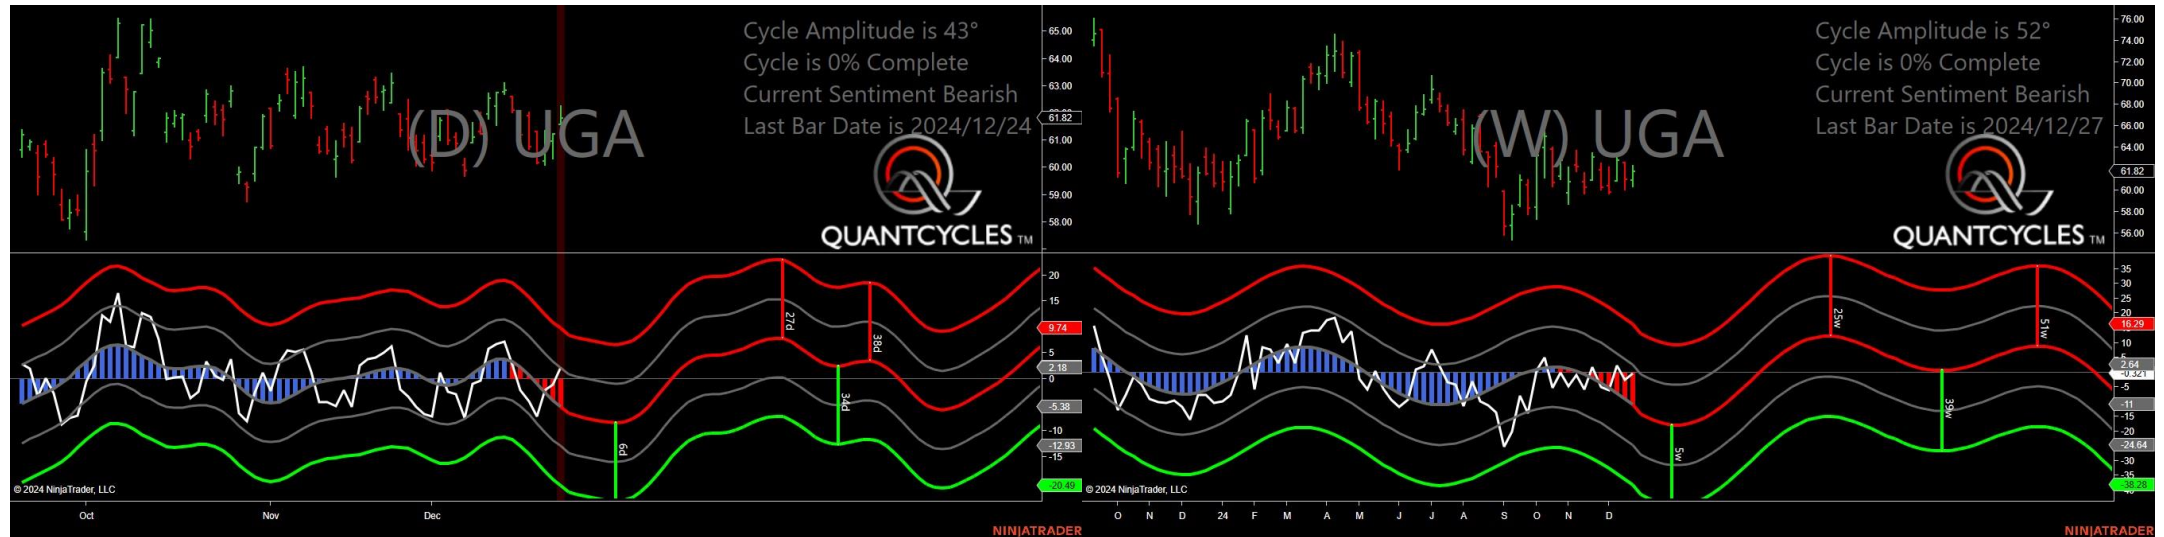 Cycle Amplitude is 43°
Cycle is 0% Complete
Current Sentiment Bearish
Last Bar Date is 2024/12/24
(D) UGA
QUANTCYCLES TM
65.00
64.00
63.00
61.82
61.00
60.00
59.00
58.00
27d
38d
34d
6d
20
15
9.74
5
2.18
0
-5.38
-10
-12.93
-15
-20.49
© 2024 NinjaTrader, LLC
Oct Nov Dec
NINJATRADER
Cycle Amplitude is 52°
Cycle is 0% Complete
Current Sentiment Bearish
Last Bar Date is 2024/12/27
(W) UGA
QUANTCYCLES TM
76.00
74.00
72.00
70.00
68.00
66.00
64.00
61.82
60.00
58.00
56.00
25w
51w
39w
5w
35
30
25
20
16.29
2.64
-0.321
-5
-11
-15
-20
-24.64
-30
-35
-38.28
© 2024 NinjaTrader, LLC
O N D 24 F M A M J J A S O N D
NINJATRADER